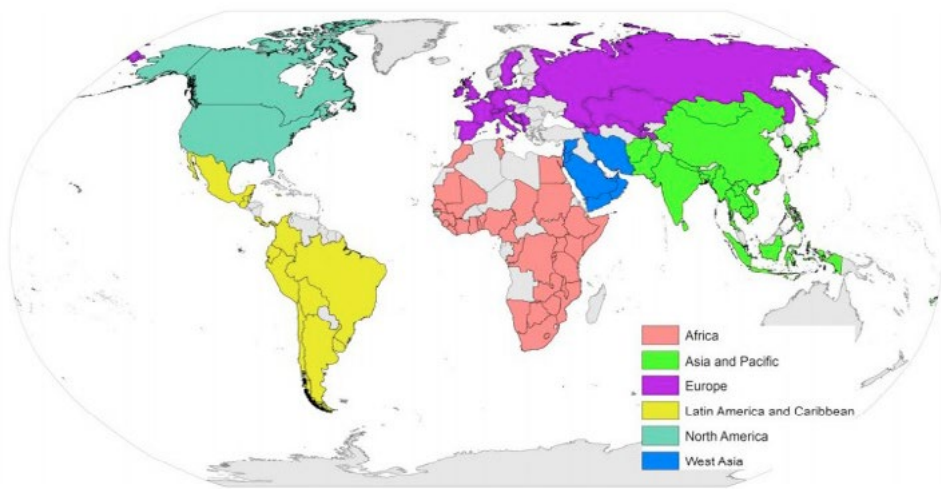 Africa
Asia and Pacific
Europe
Latin America and Caribbean
North America
West Asia